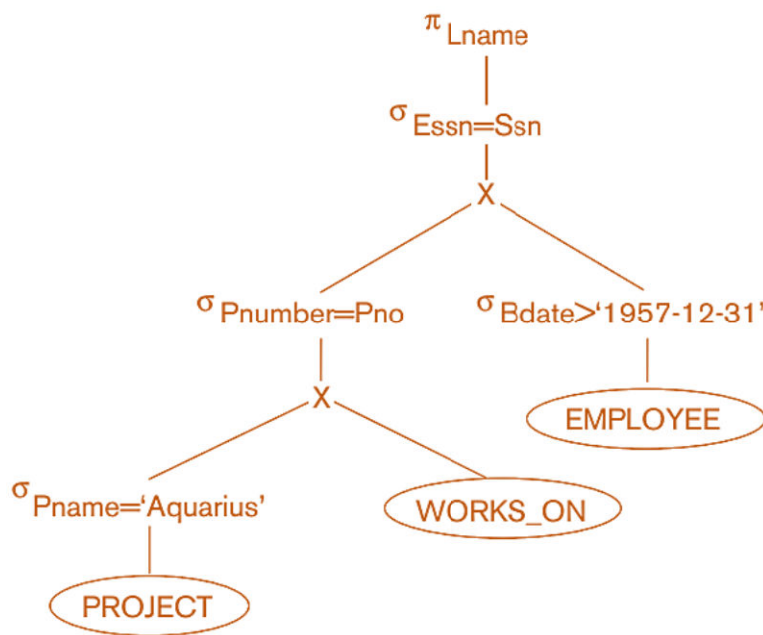 π Lname
σ Essn=Ssn
X
σ Pnumber=Pno
σ Bdate>‘1957-12-31’
X
EMPLOYEE
σ Pname=‘Aquarius’
WORKS_ON
PROJECT